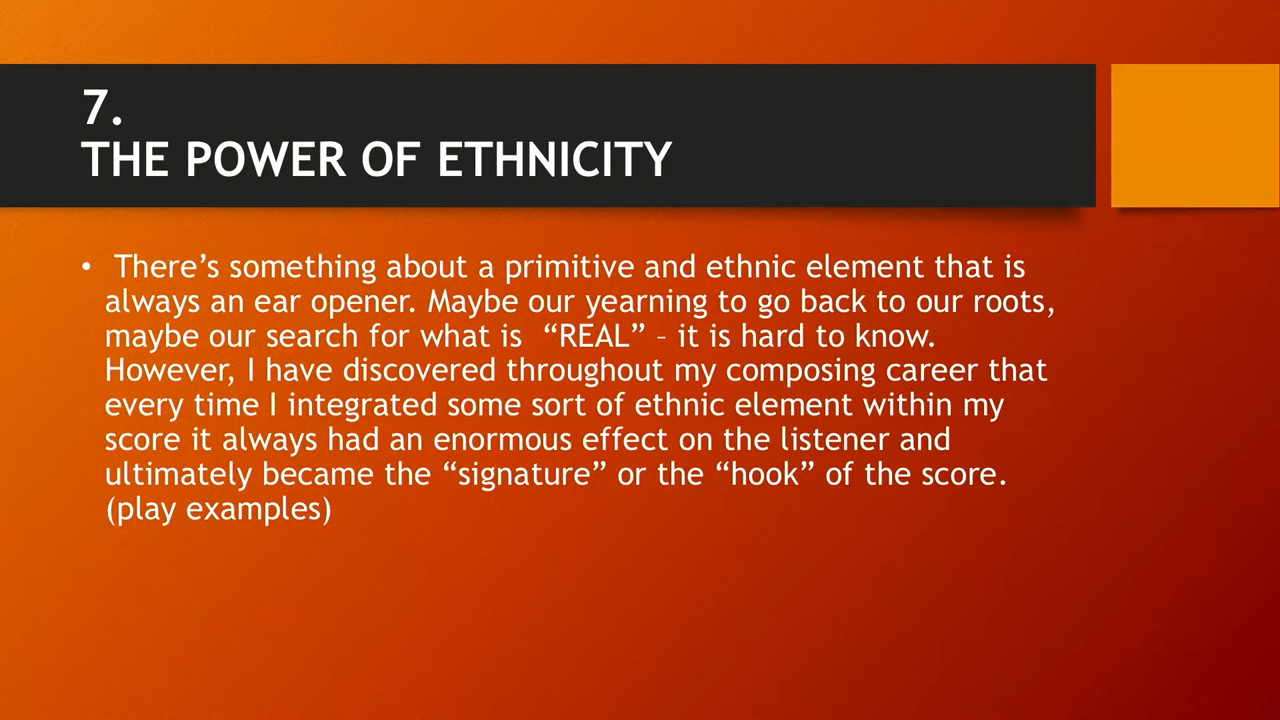 7.
THE POWER OF ETHNICITY
• There’s something about a primitive and ethnic element that is
always an ear opener. Maybe our yearning to go back to our roots,
maybe our search for what is “REAL” – it is hard to know.
However, I have discovered throughout my composing career that
every time I integrated some sort of ethnic element within my
score it always had an enormous effect on the listener and
ultimately became the “signature” or the “hook” of the score.
(play examples)